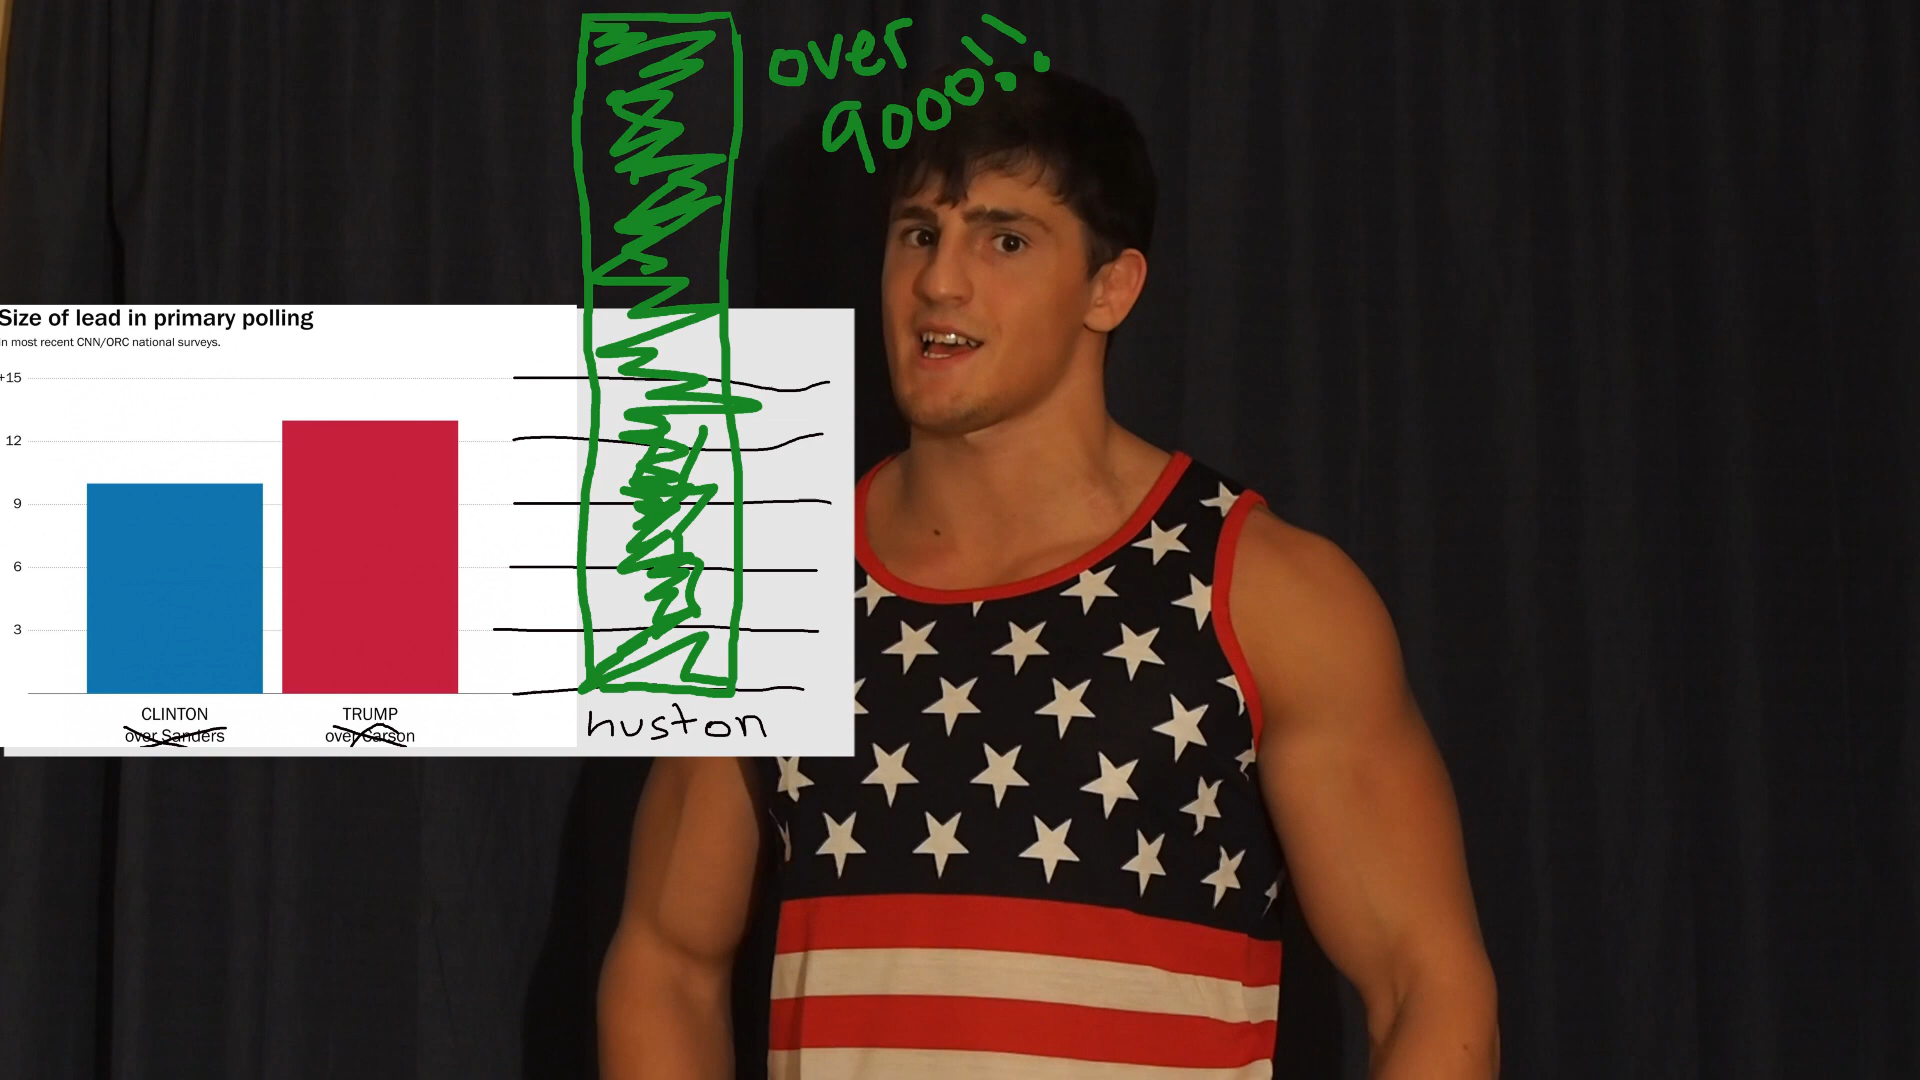 over
9000!!
Size of lead in primary polling
in most recent CNN/ORC national surveys.
+15
12
9
6
3
CLINTON
over Sanders
TRUMP
over Carson
huston